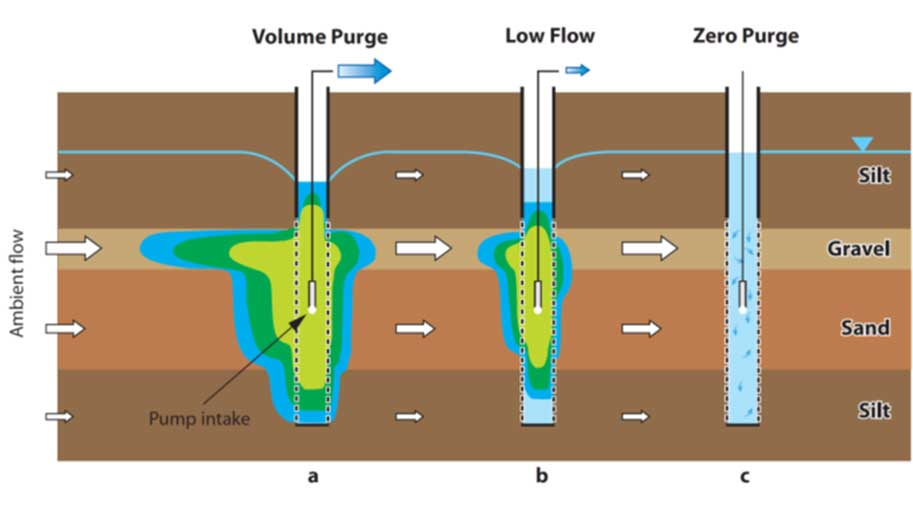 Volume Purge
Low Flow
Zero Purge
Silt
Gravel
Sand
Silt
Ambient flow
Pump intake
a
b
c